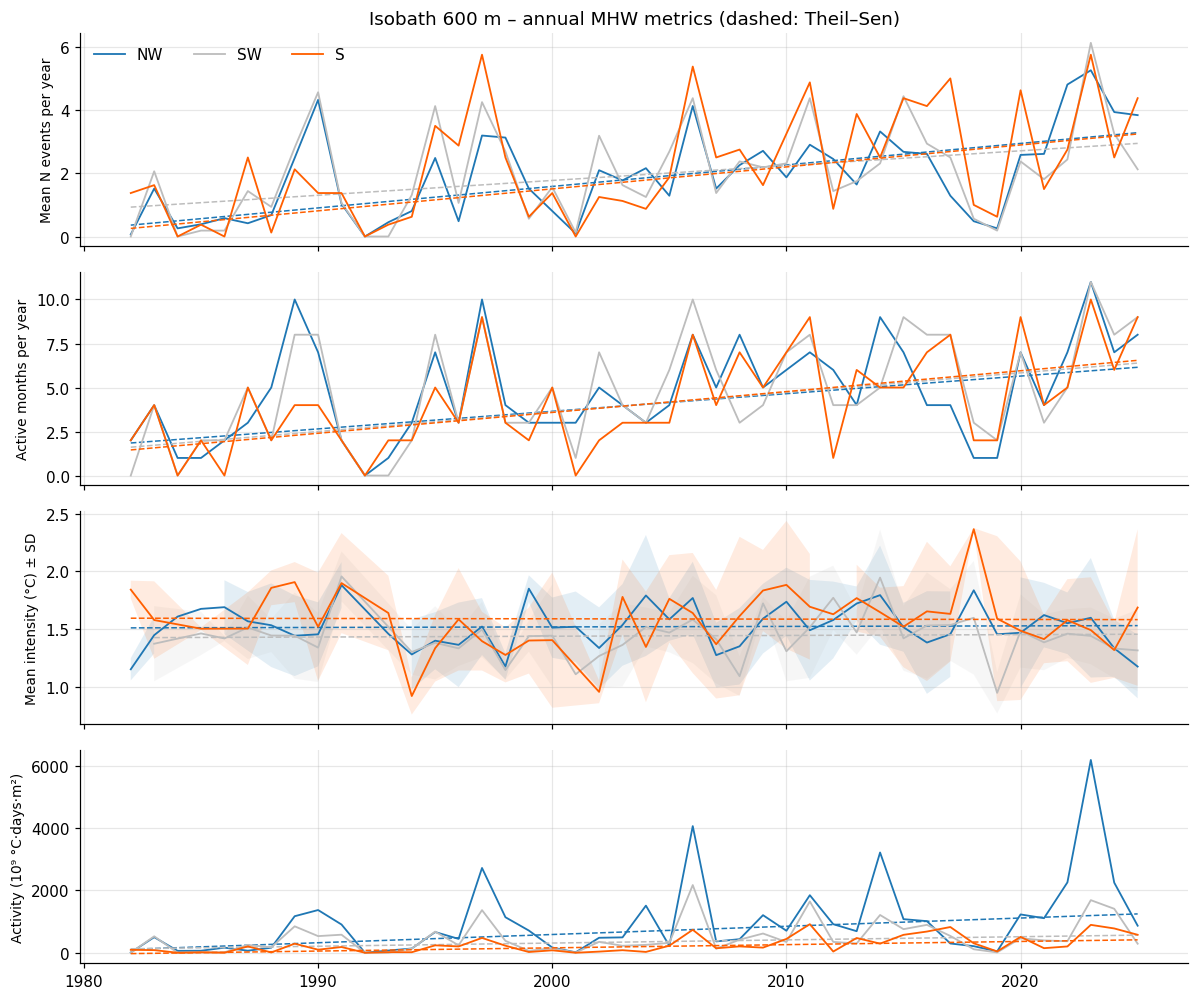 Isobath 600 m – annual MHW metrics (dashed: Theil–Sen)
NW SW S
Mean N events per year
6
4
2
0
Active months per year
10.0
7.5
5.0
2.5
0.0
Mean intensity (°C) ± SD
2.5
2.0
1.5
1.0
Activity (10⁹ °C·days·m²)
6000
4000
2000
0
1980 1990 2000 2010 2020